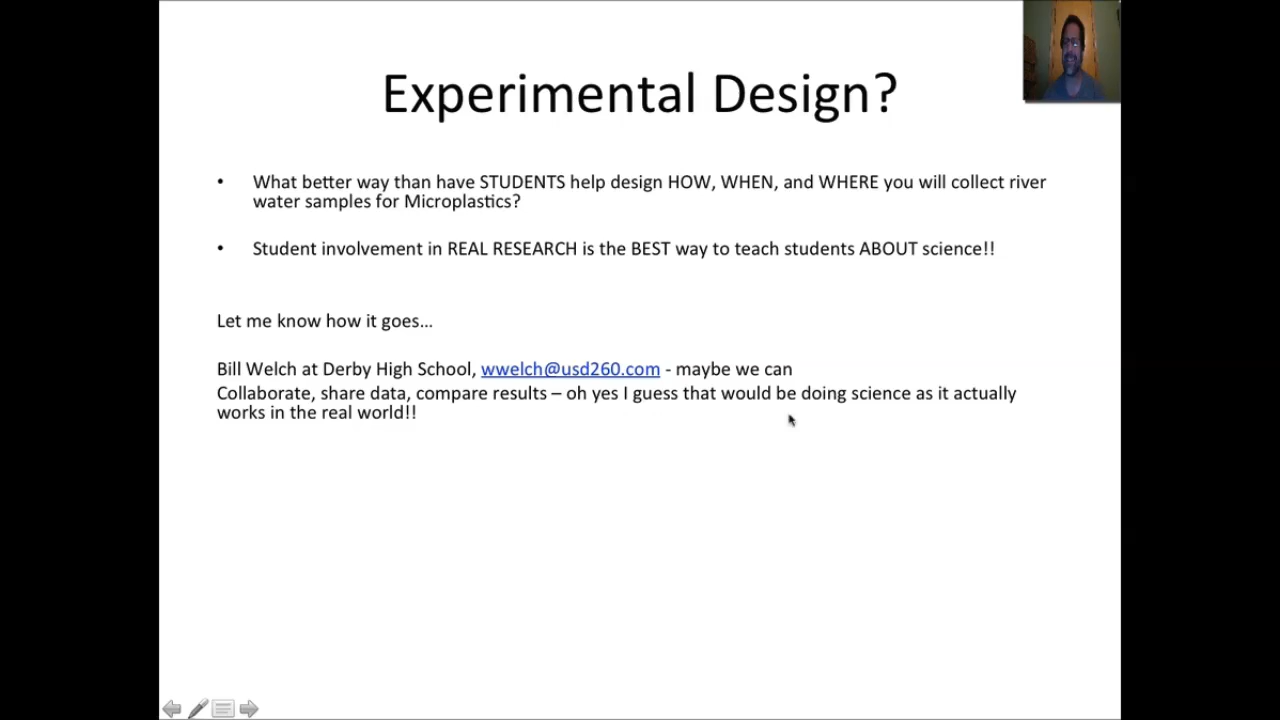 Experimental Design?
• What better way than have STUDENTS help design HOW, WHEN, and WHERE you will collect river
water samples for Microplastics?
• Student involvement in REAL RESEARCH is the BEST way to teach students ABOUT science!!
Let me know how it goes…
Bill Welch at Derby High School, wwelch@usd260.com - maybe we can
Collaborate, share data, compare results – oh yes I guess that would be doing science as it actually
works in the real world!!